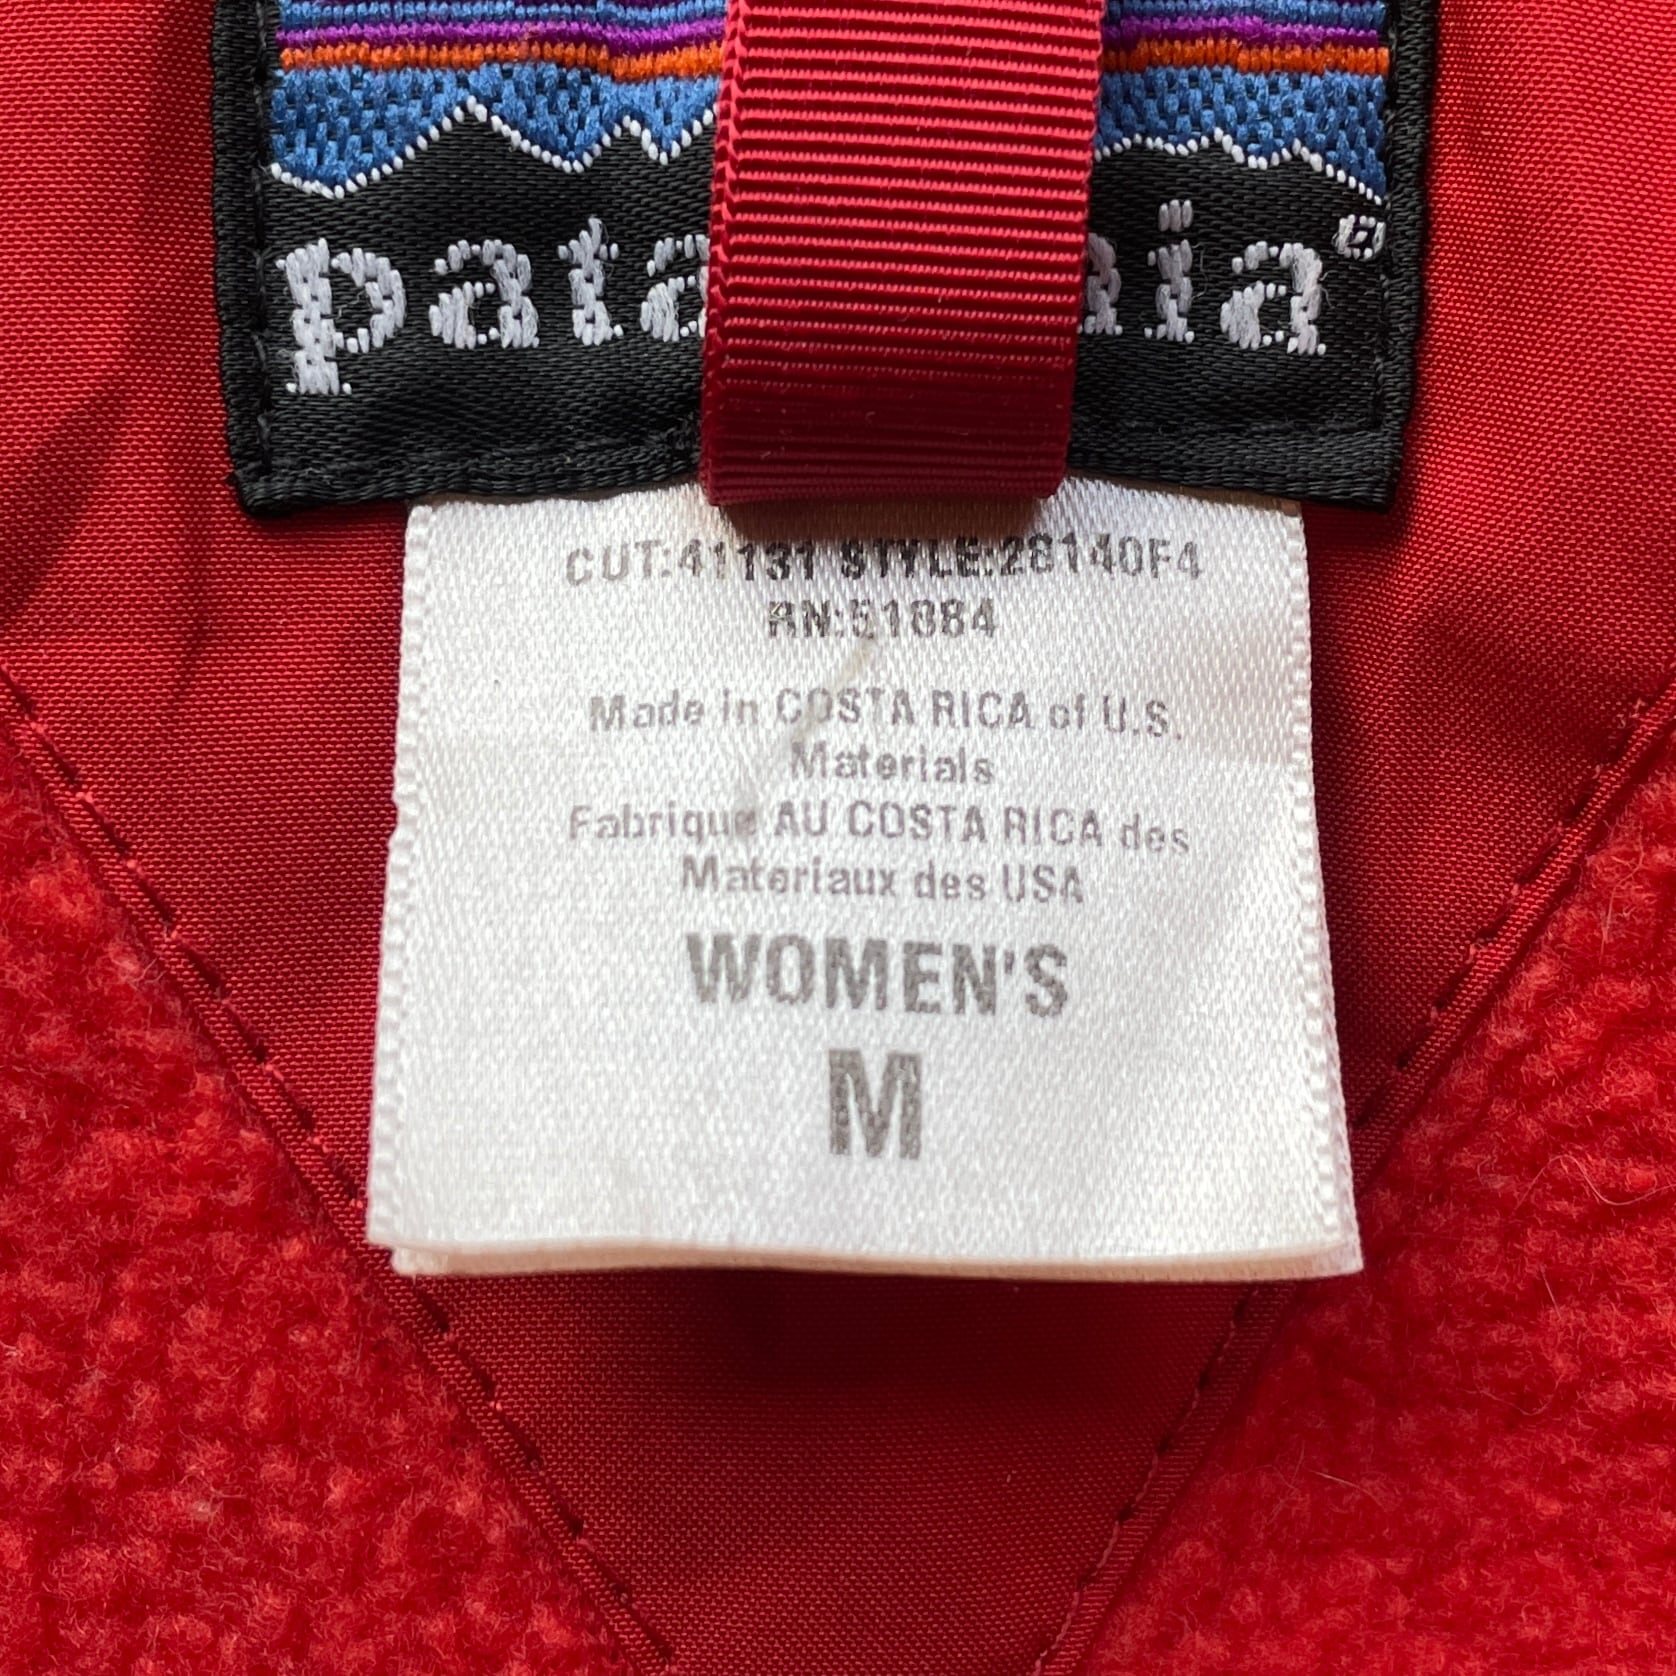 pata nia®
CUT:41131 STYLE:28140F4
RN:51884
Made in COSTA RICA of U.S.
Materials
Fabrique AU COSTA RICA des
Materiaux des USA
WOMEN'S
M